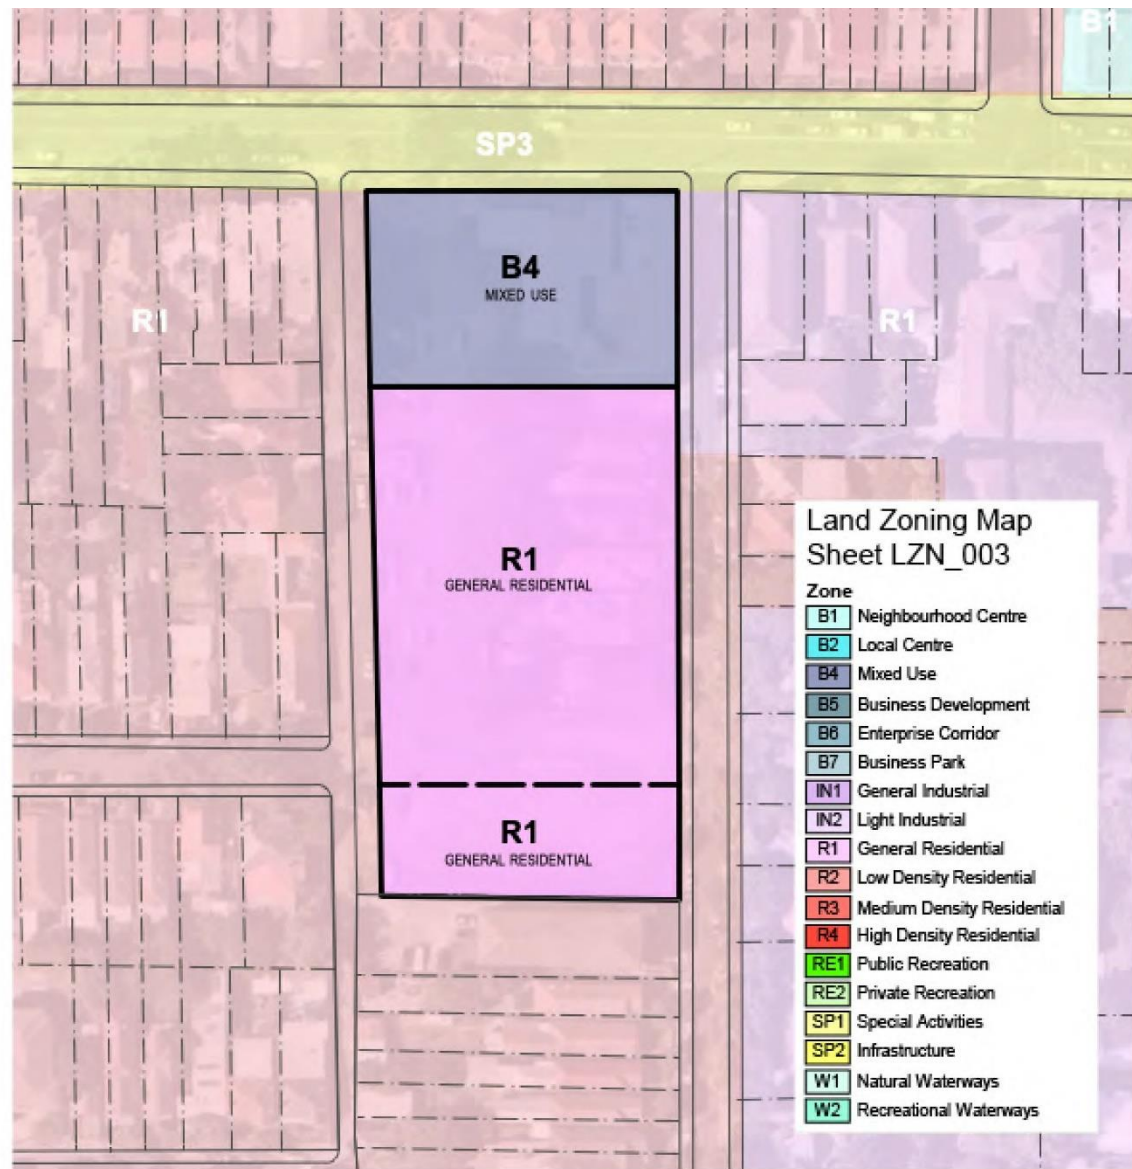 B1
SP3
B4
MIXED USE
R1
R1
R1
GENERAL RESIDENTIAL
R1
GENERAL RESIDENTIAL
Land Zoning Map
Sheet LZN_003
Zone
B1 Neighbourhood Centre
B2 Local Centre
B4 Mixed Use
B5 Business Development
B6 Enterprise Corridor
B7 Business Park
IN1 General Industrial
IN2 Light Industrial
R1 General Residential
R2 Low Density Residential
R3 Medium Density Residential
R4 High Density Residential
RE1 Public Recreation
RE2 Private Recreation
SP1 Special Activities
SP2 Infrastructure
W1 Natural Waterways
W2 Recreational Waterways